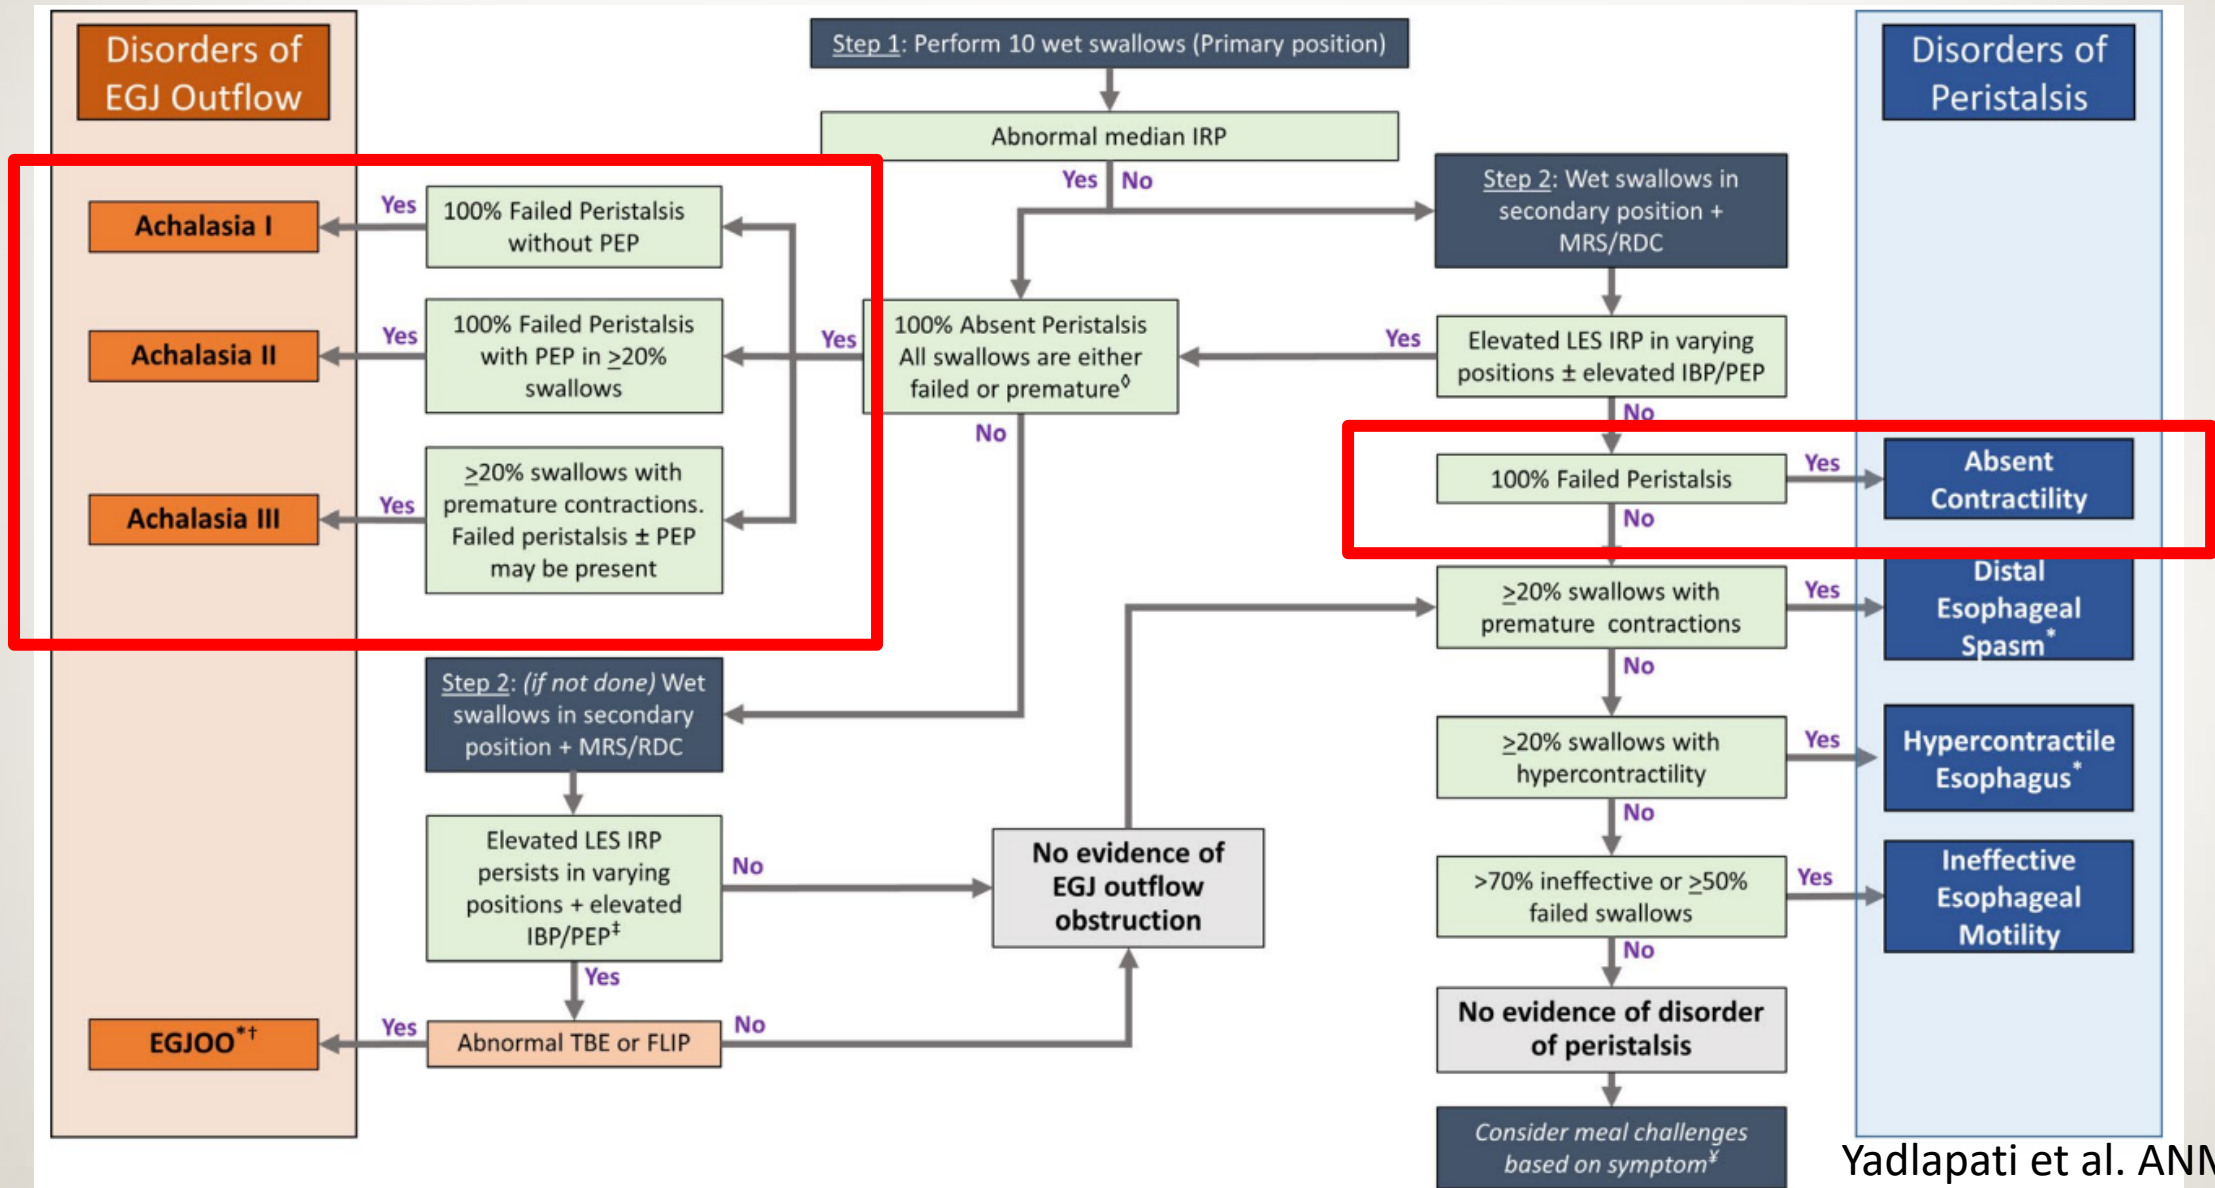 Disorders of
EGJ Outflow
Step 1: Perform 10 wet swallows (Primary position)
Disorders of
Peristalsis
Abnormal median IRP
Yes
No
Step 2: Wet swallows in
secondary position +
MRS/RDC
Achalasia I
Yes
100% Failed Peristalsis
without PEP
Achalasia II
Yes
100% Failed Peristalsis
with PEP in ≥20%
swallows
Yes
100% Absent Peristalsis
All swallows are either
failed or premature◊
Yes
Elevated LES IRP in varying
positions ± elevated IBP/PEP
No
No
Achalasia III
Yes
≥20% swallows with
premature contractions.
Failed peristalsis ± PEP
may be present
100% Failed Peristalsis
Yes
Absent
Contractility
No
≥20% swallows with
premature contractions
Yes
Distal
Esophageal
Spasm*
No
Step 2: (if not done) Wet
swallows in secondary
position + MRS/RDC
≥20% swallows with
hypercontractility
Yes
Hypercontractile
Esophagus*
No
Elevated LES IRP
persists in varying
positions + elevated
IBP/PEP‡
No
No evidence of
EGJ outflow
obstruction
>70% ineffective or ≥50%
failed swallows
Yes
Ineffective
Esophageal
Motility
Yes
No
EGJOO*†
Yes
Abnormal TBE or FLIP
No
No evidence of disorder
of peristalsis
Consider meal challenges
based on symptom¥
Yadlapati et al. ANM